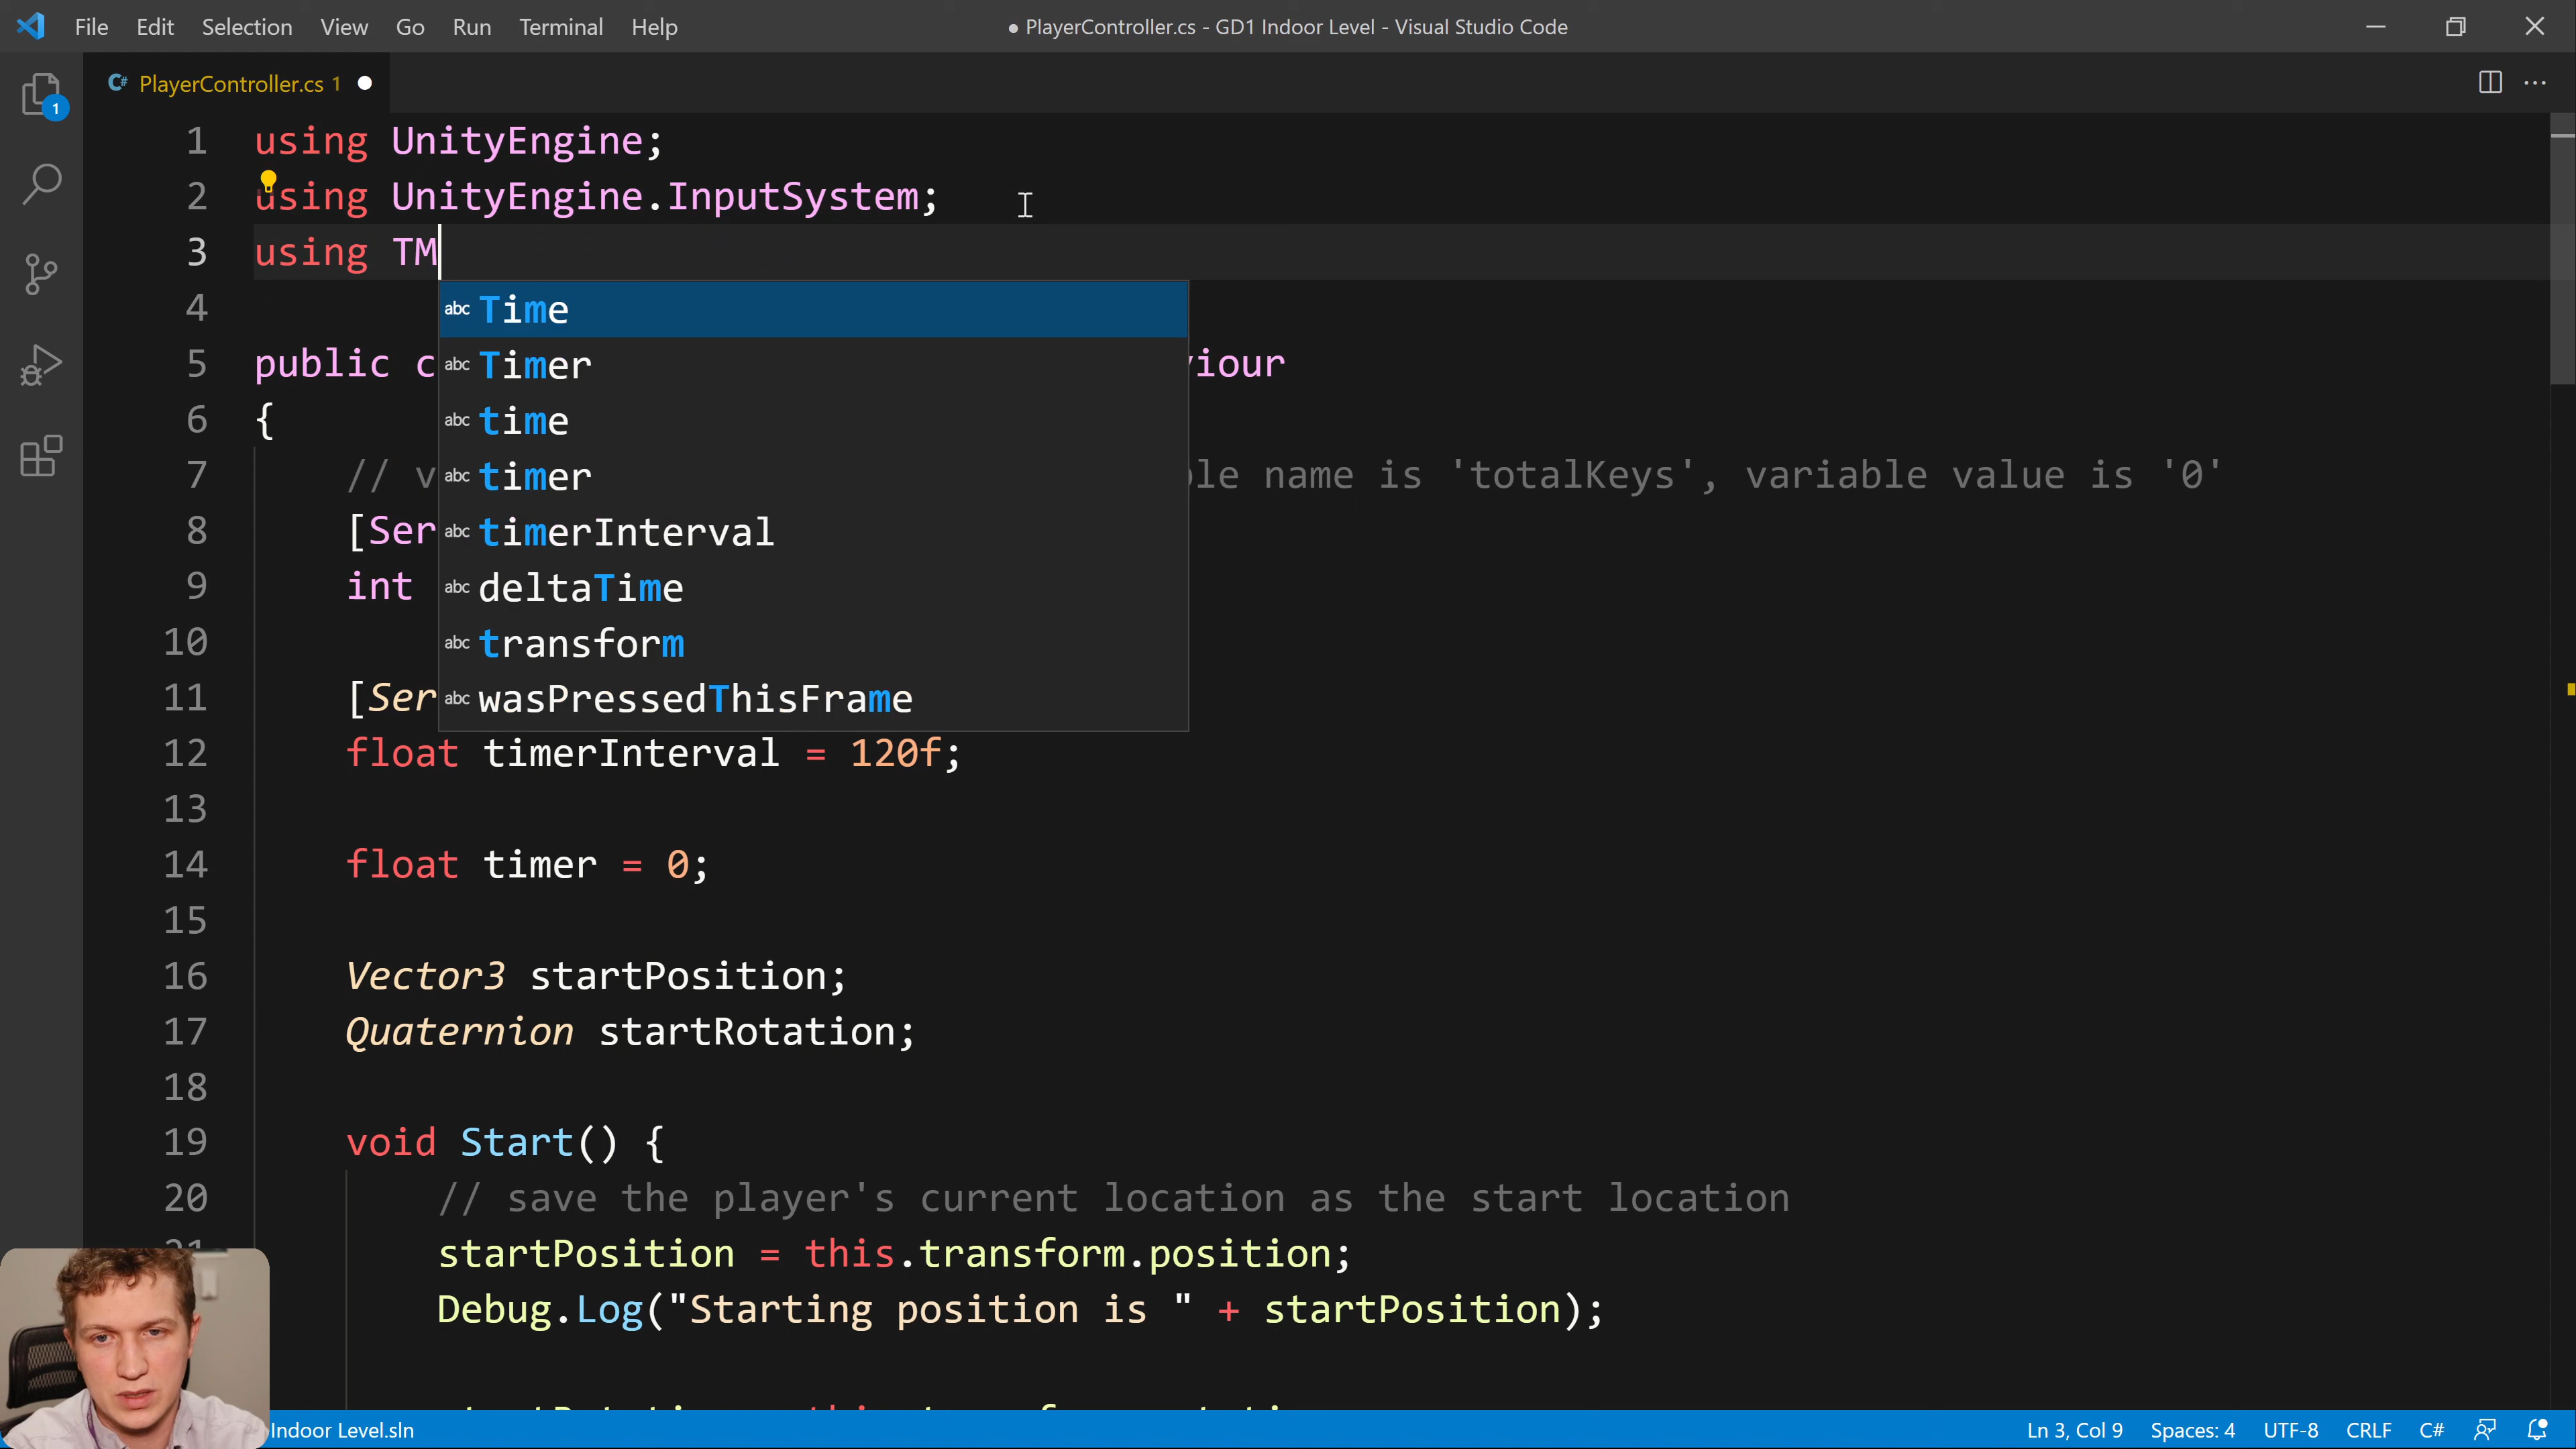 File Edit Selection View Go Run Terminal Help
● PlayerController.cs - GD1 Indoor Level - Visual Studio Code
1
C# PlayerController.cs 1 ●
1 using UnityEngine;
2 using UnityEngine.InputSystem;
3 using TM
4
5 public c viour
6 {
7 // v ble name is 'totalKeys', variable value is '0'
8 [Ser
9 int
10
11 [Ser
12 float timerInterval = 120f;
13
14 float timer = 0;
15
16 Vector3 startPosition;
17 Quaternion startRotation;
18
19 void Start() {
20 // save the player's current location as the start location
startPosition = this.transform.position;
Debug.Log("Starting position is " + startPosition);
abc Time
abc Timer
abc time
abc timer
abc timerInterval
abc deltaTime
abc transform
abc wasPressedThisFrame
Indoor Level.sln
Ln 3, Col 9 Spaces: 4 UTF-8 CRLF C#